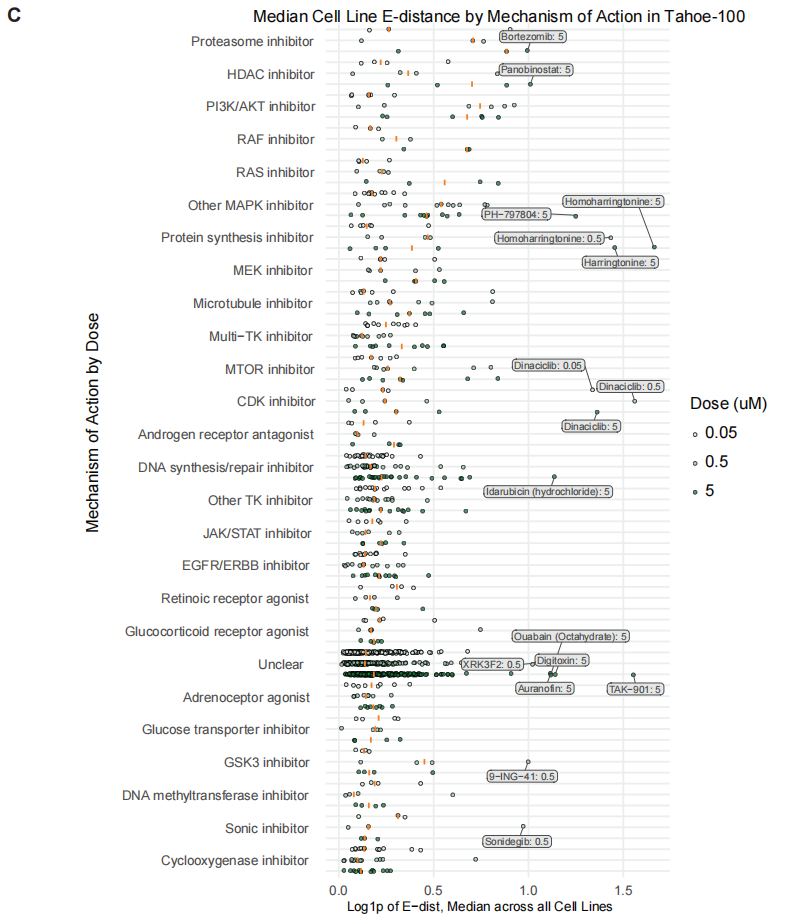 C
Median Cell Line E-distance by Mechanism of Action in Tahoe-100
Proteasome inhibitor
Bortezomib: 5
HDAC inhibitor
Panobinostat: 5
PI3K/AKT inhibitor
RAF inhibitor
RAS inhibitor
Other MAPK inhibitor
Homoharringtonine: 5
PH-797804: 5
Protein synthesis inhibitor
Homoharringtonine: 0.5
Harringtonine: 5
MEK inhibitor
Microtubule inhibitor
Multi−TK inhibitor
MTOR inhibitor
Dinaciclib: 0.05
Dinaciclib: 0.5
CDK inhibitor
Dinaciclib: 5
Androgen receptor antagonist
DNA synthesis/repair inhibitor
Idarubicin (hydrochloride): 5
Other TK inhibitor
JAK/STAT inhibitor
EGFR/ERBB inhibitor
Retinoic receptor agonist
Glucocorticoid receptor agonist
Ouabain (Octahydrate): 5
Unclear
XRK3F2: 0.5
Digitoxin: 5
Auranofin: 5
TAK−901: 5
Adrenoceptor agonist
Glucose transporter inhibitor
GSK3 inhibitor
9-ING-41: 0.5
DNA methyltransferase inhibitor
Sonic inhibitor
Sonidegib: 0.5
Cyclooxygenase inhibitor
0.0 0.5 1.0 1.5
Log1p of E−dist, Median across all Cell Lines
Mechanism of Action by Dose
Dose (uM)
0.05
0.5
5